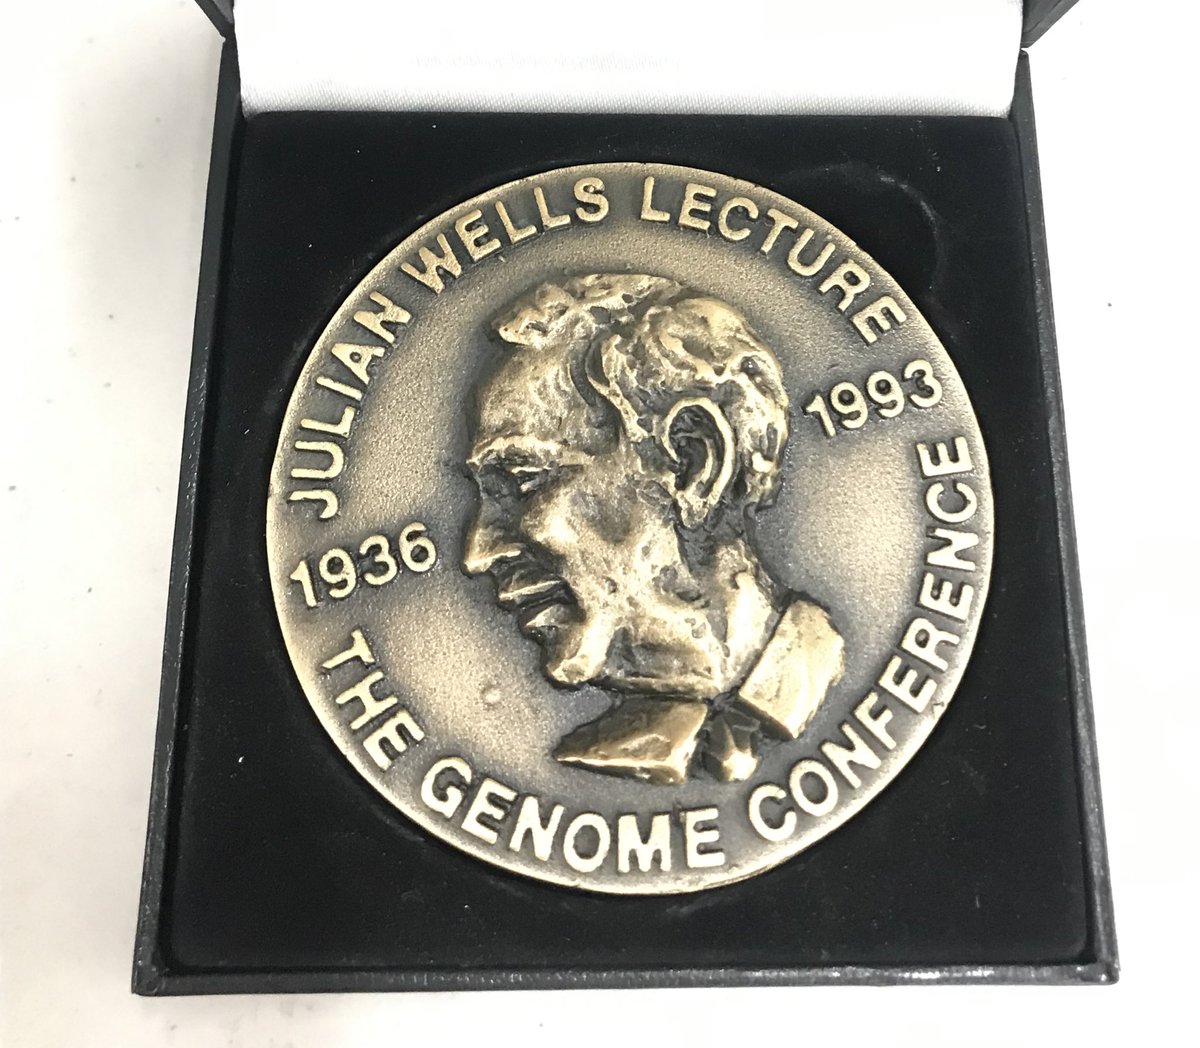 JULIAN WELLS LECTURE
1936
1993
THE GENOME CONFERENCE